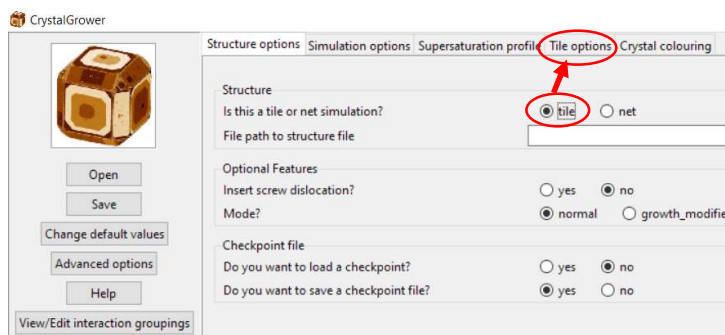 CrystalGrower
Structure options Simulation options Supersaturation profile Tile options Crystal colouring
Structure
Is this a tile or net simulation? tile net
File path to structure file
Optional Features
Insert screw dislocation? yes no
Mode? normal growth_modifie
Checkpoint file
Do you want to load a checkpoint? yes no
Do you want to save a checkpoint file? yes no
Open
Save
Change default values
Advanced options
Help
View/Edit interaction groupings